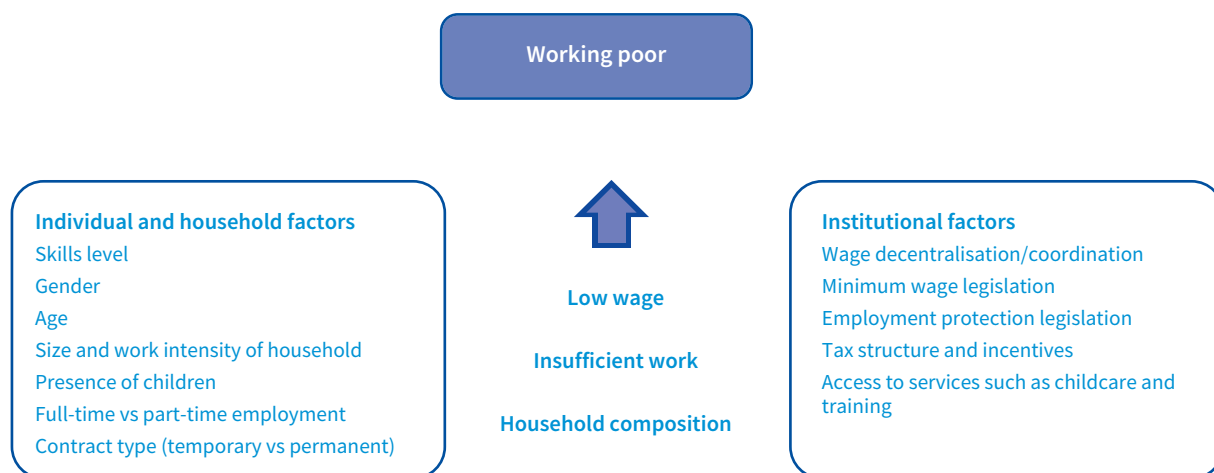 Working poor
Individual and household factors
Skills level
Gender
Age
Size and work intensity of household
Presence of children
Full-time vs part-time employment
Contract type (temporary vs permanent)
Low wage
Insufficient work
Household composition
Institutional factors
Wage decentralisation/coordination
Minimum wage legislation
Employment protection legislation
Tax structure and incentives
Access to services such as childcare and
training